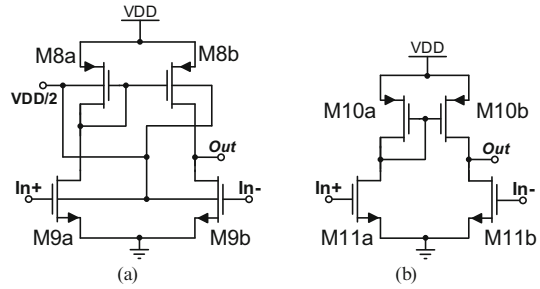 VDD
M8a
M8b
VDD/2
Out
In+
In-
M9a
M9b
(a)
VDD
M10a
M10b
Out
In+
In-
M11a
M11b
(b)